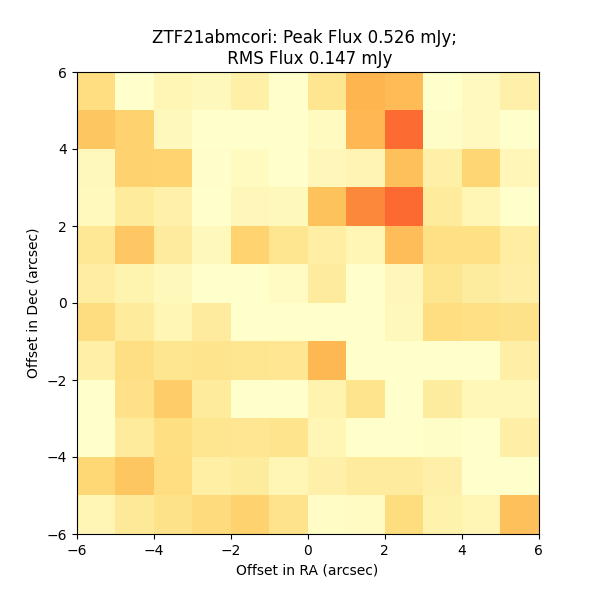 ZTF21abmcori: Peak Flux 0.526 mJy;
RMS Flux 0.147 mJy
6
4
2
0
−2
−4
−6
Offset in Dec (arcsec)
−6 −4 −2 0 2 4 6
Offset in RA (arcsec)